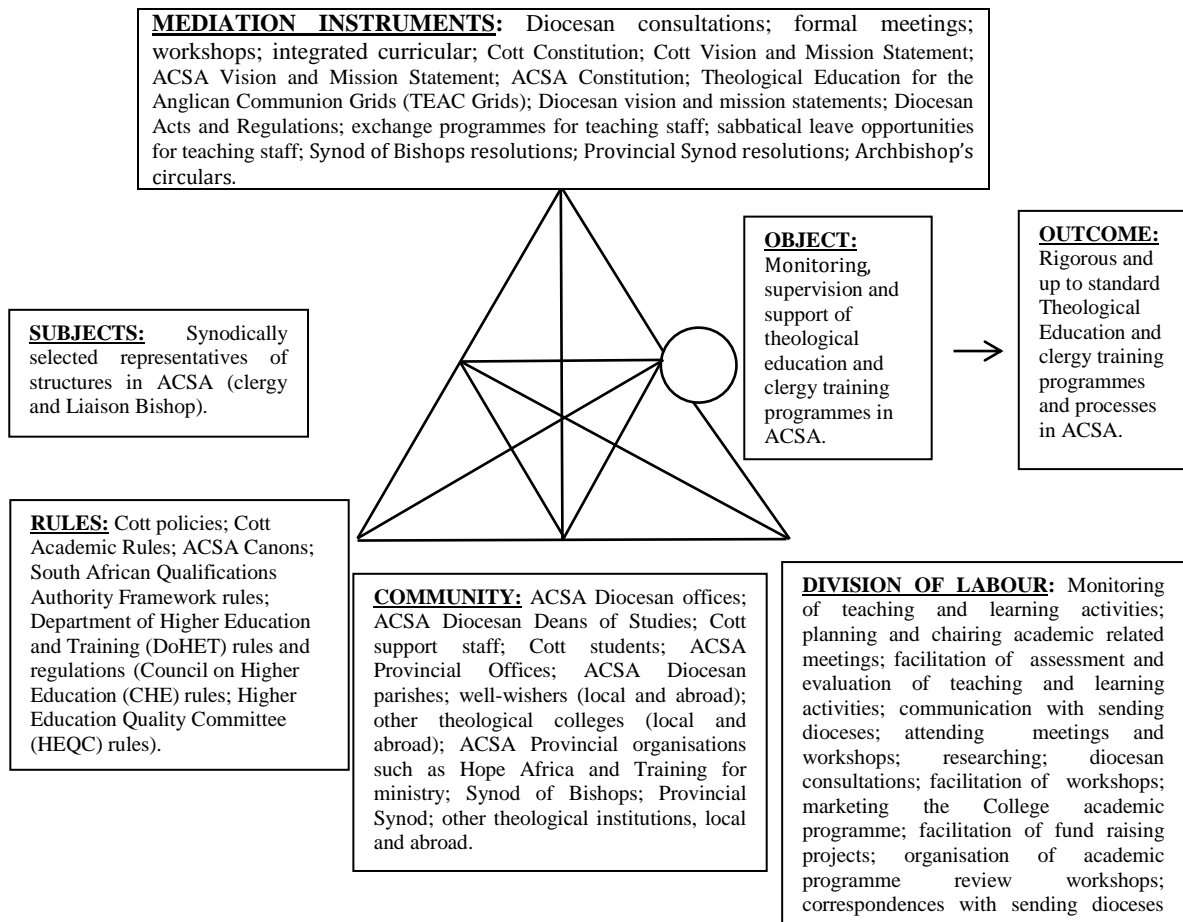 MEDIATION INSTRUMENTS: Diocesan consultations; formal meetings;
workshops; integrated curricular; Cott Constitution; Cott Vision and Mission Statement;
ACSA Vision and Mission Statement; ACSA Constitution; Theological Education for the
Anglican Communion Grids (TEAC Grids); Diocesan vision and mission statements; Diocesan
Acts and Regulations; exchange programmes for teaching staff; sabbatical leave opportunities
for teaching staff; Synod of Bishops resolutions; Provincial Synod resolutions; Archbishop's
circulars.
SUBJECTS: Synodically
selected representatives of
structures in ACSA (clergy
and Liaison Bishop).
OBJECT:
Monitoring,
supervision and
support of
theological
education and
clergy training
programmes in
ACSA.
OUTCOME:
Rigorous and
up to standard
Theological
Education and
clergy training
programmes
and processes
in ACSA.
RULES: Cott policies; Cott
Academic Rules; ACSA Canons;
South African Qualifications
Authority Framework rules;
Department of Higher Education
and Training (DoHET) rules and
regulations (Council on Higher
Education (CHE) rules; Higher
Education Quality Committee
(HEQC) rules).
COMMUNITY: ACSA Diocesan offices;
ACSA Diocesan Deans of Studies; Cott
support staff; Cott students; ACSA
Provincial Offices; ACSA Diocesan
parishes; well-wishers (local and abroad);
other theological colleges (local and
abroad); ACSA Provincial organisations
such as Hope Africa and Training for
ministry; Synod of Bishops; Provincial
Synod; other theological institutions, local
and abroad.
DIVISION OF LABOUR: Monitoring
of teaching and learning activities;
planning and chairing academic related
meetings; facilitation of assessment and
evaluation of teaching and learning
activities; communication with sending
dioceses; attending meetings and
workshops; researching; diocesan
consultations; facilitation of workshops;
marketing the College academic
programme; facilitation of fund raising
projects; organisation of academic
programme review workshops;
correspondences with sending dioceses